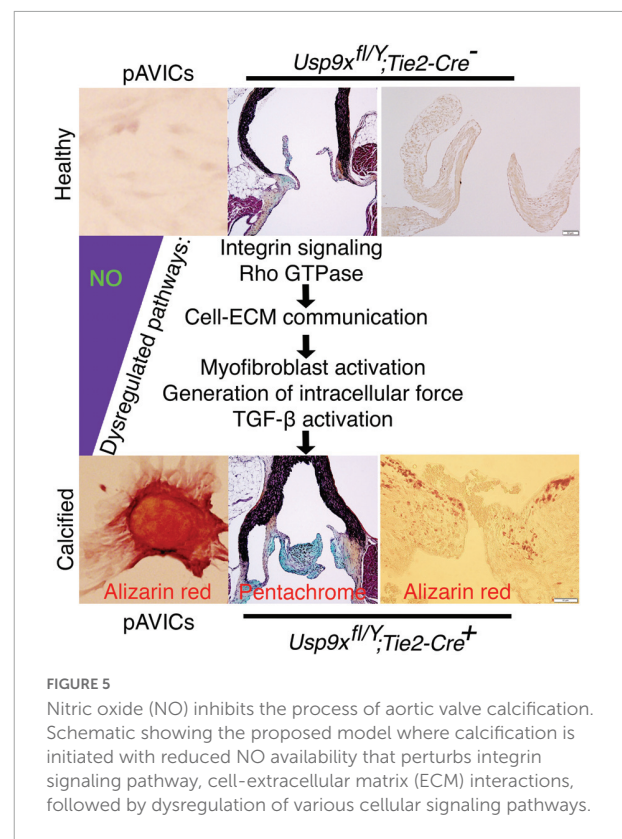 pAVICs
Usp9x^fl/Y;Tie2-Cre^-
Healthy
NO
Dysregulated pathways:
Integrin signaling
Rho GTPase
Cell-ECM communication
Myofibroblast activation
Generation of intracellular force
TGF-β activation
Calcified
Alizarin red
Pentachrome
Alizarin red
pAVICs
Usp9x^fl/Y;Tie2-Cre^+
FIGURE 5
Nitric oxide (NO) inhibits the process of aortic valve calcification.
Schematic showing the proposed model where calcification is
initiated with reduced NO availability that perturbs integrin
signaling pathway, cell-extracellular matrix (ECM) interactions,
followed by dysregulation of various cellular signaling pathways.